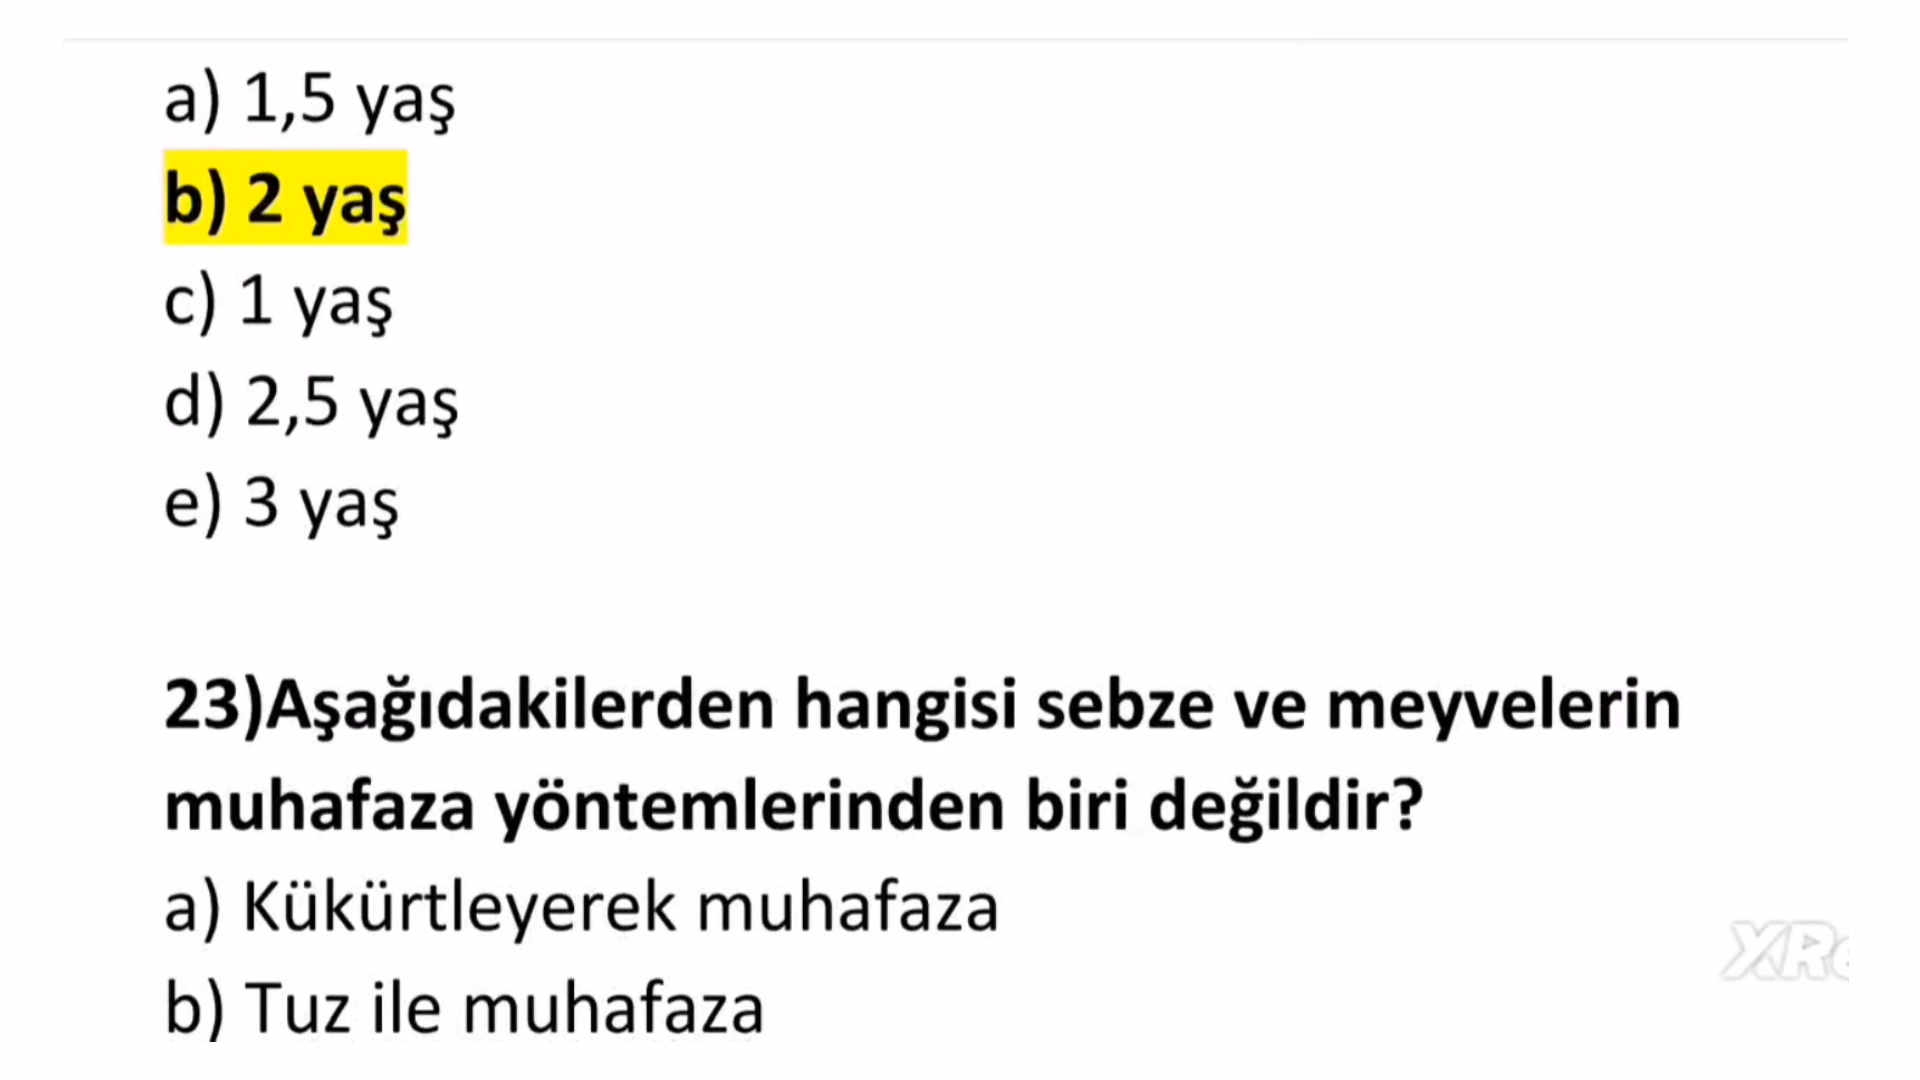 a) 1,5 yaş
b) 2 yaş
c) 1 yaş
d) 2,5 yaş
e) 3 yaş
23)Aşağıdakilerden hangisi sebze ve meyvelerin
muhafaza yöntemlerinden biri değildir?
a) Kükürtleyerek muhafaza
b) Tuz ile muhafaza